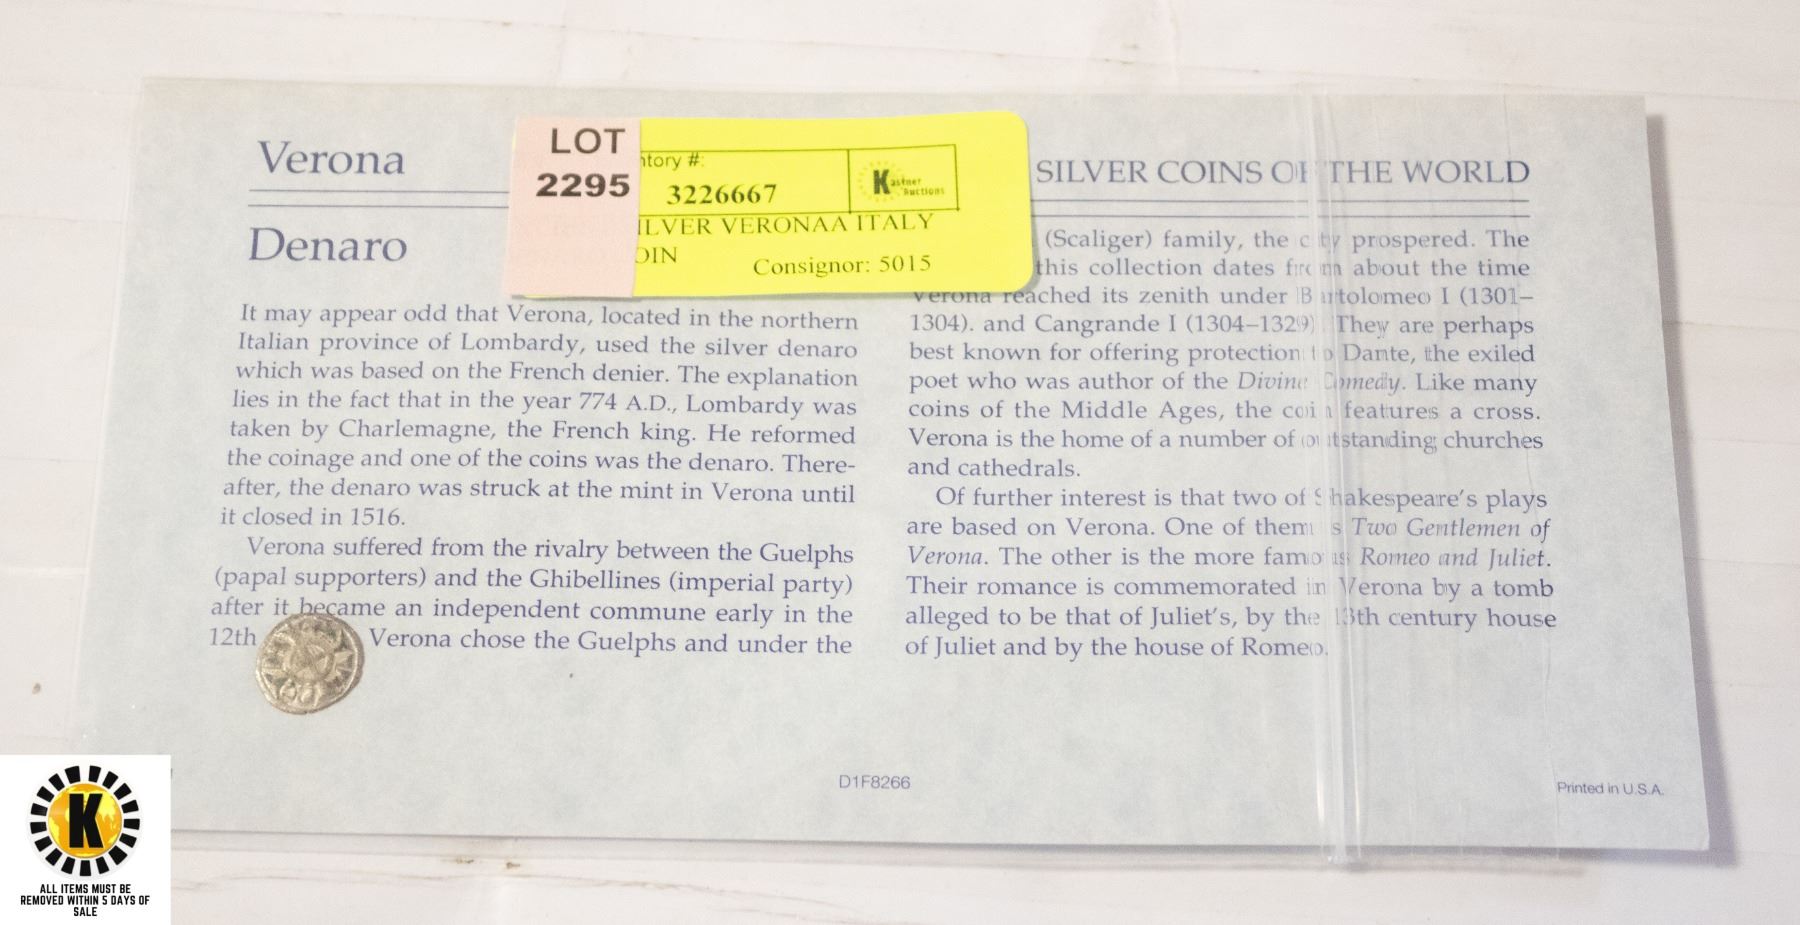 Verona
Denaro
LOT
2295
ntory #:
3226667
Kastner
Auctions
ILVER VERONAA ITALY
OIN
Consignor: 5015
SILVER COINS OF THE WORLD
It may appear odd that Verona, located in the northern
Italian province of Lombardy, used the silver denaro
which was based on the French denier. The explanation
lies in the fact that in the year 774 A.D., Lombardy was
taken by Charlemagne, the French king. He reformed
the coinage and one of the coins was the denaro. There-
after, the denaro was struck at the mint in Verona until
it closed in 1516.
Verona suffered from the rivalry between the Guelphs
(papal supporters) and the Ghibellines (imperial party)
after it became an independent commune early in the
12th Verona chose the Guelphs and under the
(Scaliger) family, the city prospered. The
this collection dates from about the time
Verona reached its zenith under Bartolomeo I (1301–
1304). and Cangrande I (1304–1329). They are perhaps
best known for offering protection to Dante, the exiled
poet who was author of the Divine Comedy. Like many
coins of the Middle Ages, the coin features a cross.
Verona is the home of a number of outstanding churches
and cathedrals.
Of further interest is that two of Shakespeare's plays
are based on Verona. One of them is Two Gentlemen of
Verona. The other is the more famous Romeo and Juliet.
Their romance is commemorated in Verona by a tomb
alleged to be that of Juliet's, by the 13th century house
of Juliet and by the house of Romeo.
D1F8266
Printed in U.S.A.
K
ALL ITEMS MUST BE
REMOVED WITHIN 5 DAYS OF
SALE